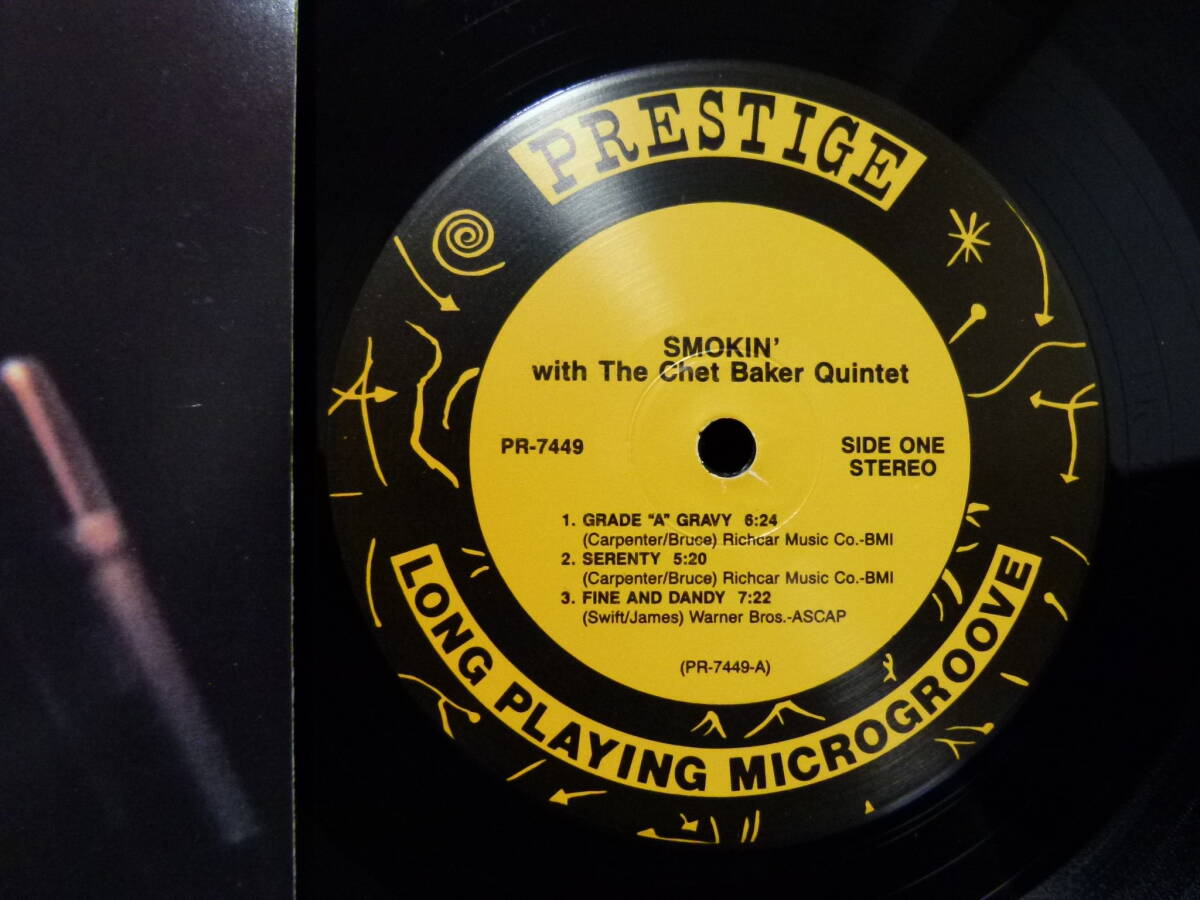 PRESTIGE
SMOKIN'
with The Chet Baker Quintet
PR-7449
SIDE ONE
STEREO
1. GRADE "A" GRAVY 6:24
(Carpenter/Bruce) Richcar Music Co.-BMI
2. SERENTY 5:20
(Carpenter/Bruce) Richcar Music Co.-BMI
3. FINE AND DANDY 7:22
(Swift/James) Warner Bros.-ASCAP
(PR-7449-A)
LONG PLAYING MICROGROOVE